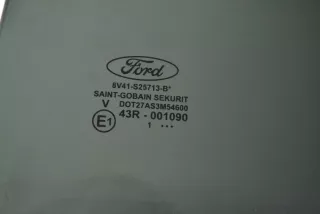 Ford
8V41-S25713-B*
SAINT-GOBAIN SEKURIT
V DOT27AS3M54600
E1 43R - 001090
1 ...